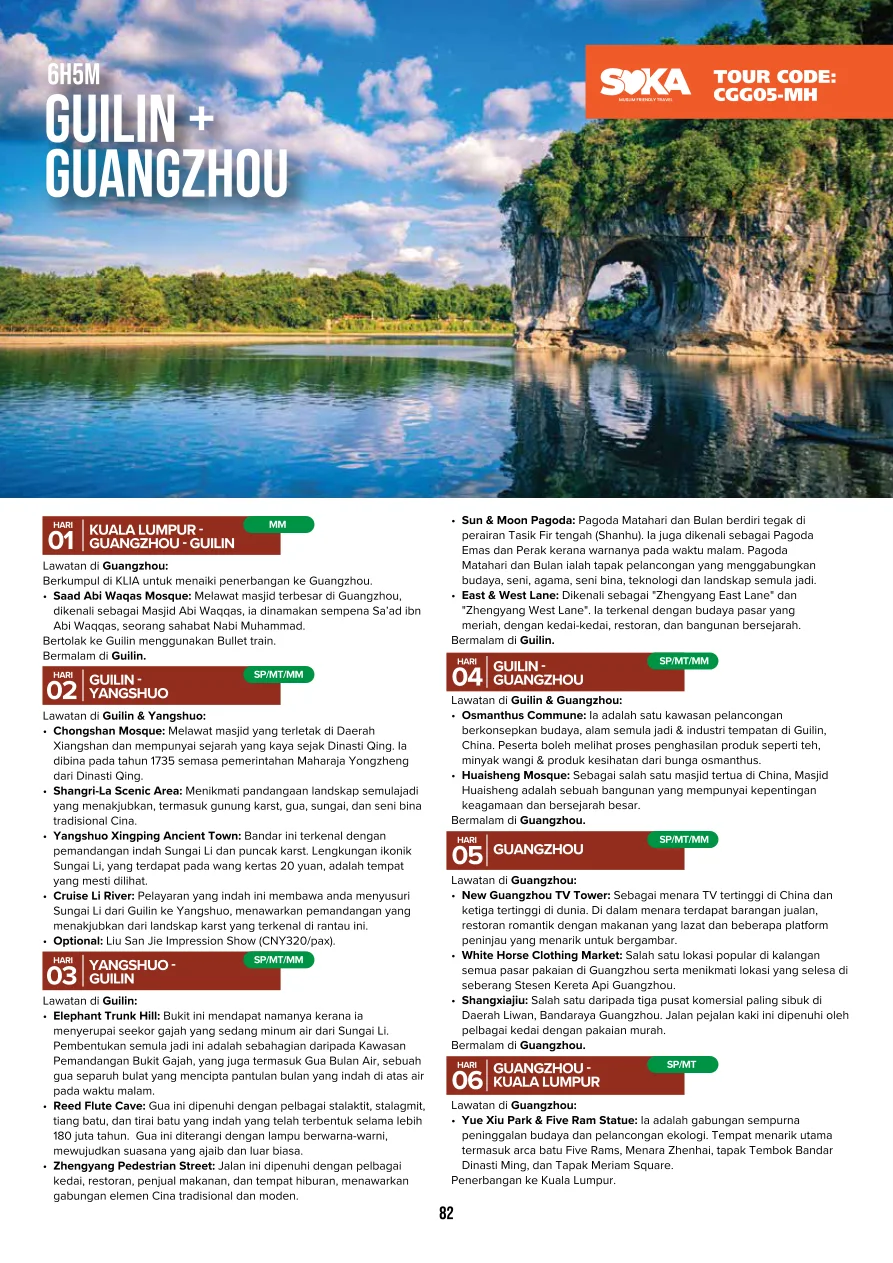 6H5M
GUILIN +
GUANGZHOU
SOKA
MUSLIM FRIENDLY TRAVEL
TOUR CODE:
CGG05-MH
HARI
01
KUALA LUMPUR -
GUANGZHOU - GUILIN
MM
Lawatan di Guangzhou:
Berkumpul di KLIA untuk menaiki penerbangan ke Guangzhou.
• Saad Abi Waqas Mosque: Melawat masjid terbesar di Guangzhou,
dikenali sebagai Masjid Abi Waqqas, ia dinamakan sempena Sa'ad ibn
Abi Waqqas, seorang sahabat Nabi Muhammad.
Bertolak ke Guilin menggunakan Bullet train.
Bermalam di Guilin.
HARI
02
GUILIN -
YANGSHUO
SP/MT/MM
Lawatan di Guilin & Yangshuo:
• Chongshan Mosque: Melawat masjid yang terletak di Daerah
Xiangshan dan mempunyai sejarah yang kaya sejak Dinasti Qing. Ia
dibina pada tahun 1735 semasa pemerintahan Maharaja Yongzheng
dari Dinasti Qing.
• Shangri-La Scenic Area: Menikmati pandangaan landskap semulajadi
yang menakjubkan, termasuk gunung karst, gua, sungai, dan seni bina
tradisional Cina.
• Yangshuo Xingping Ancient Town: Bandar ini terkenal dengan
pemandangan indah Sungai Li dan puncak karst. Lengkungan ikonik
Sungai Li, yang terdapat pada wang kertas 20 yuan, adalah tempat
yang mesti dilihat.
• Cruise Li River: Pelayaran yang indah ini membawa anda menyusuri
Sungai Li dari Guilin ke Yangshuo, menawarkan pemandangan yang
menakjubkan dari landskap karst yang terkenal di rantau ini.
• Optional: Liu San Jie Impression Show (CNY320/pax).
HARI
03
YANGSHUO -
GUILIN
SP/MT/MM
Lawatan di Guilin:
• Elephant Trunk Hill: Bukit ini mendapat namanya kerana ia
menyerupai seekor gajah yang sedang minum air dari Sungai Li.
Pembentukan semula jadi ini adalah sebahagian daripada Kawasan
Pemandangan Bukit Gajah, yang juga termasuk Gua Bulan Air, sebuah
gua separuh bulat yang mencipta pantulan bulan yang indah di atas air
pada waktu malam.
• Reed Flute Cave: Gua ini dipenuhi dengan pelbagai stalaktit, stalagmit,
tiang batu, dan tirai batu yang indah yang telah terbentuk selama lebih
180 juta tahun. Gua ini diterangi dengan lampu berwarna-warni,
mewujudkan suasana yang ajaib dan luar biasa.
• Zhengyang Pedestrian Street: Jalan ini dipenuhi dengan pelbagai
kedai, restoran, penjual makanan, dan tempat hiburan, menawarkan
gabungan elemen Cina tradisional dan moden.
• Sun & Moon Pagoda: Pagoda Matahari dan Bulan berdiri tegak di
perairan Tasik Fir tengah (Shanhu). Ia juga dikenali sebagai Pagoda
Emas dan Perak kerana warnanya pada waktu malam. Pagoda
Matahari dan Bulan ialah tapak pelancongan yang menggabungkan
budaya, seni, agama, seni bina, teknologi dan landskap semula jadi.
• East & West Lane: Dikenali sebagai "Zhengyang East Lane" dan
"Zhengyang West Lane". Ia terkenal dengan budaya pasar yang
meriah, dengan kedai-kedai, restoran, dan bangunan bersejarah.
Bermalam di Guilin.
HARI
04
GUILIN -
GUANGZHOU
SP/MT/MM
Lawatan di Guilin & Guangzhou:
• Osmanthus Commune: Ia adalah satu kawasan pelancongan
berkonsepkan budaya, alam semula jadi & industri tempatan di Guilin,
China. Peserta boleh melihat proses penghasilan produk seperti teh,
minyak wangi & produk kesihatan dari bunga osmanthus.
• Huaisheng Mosque: Sebagai salah satu masjid tertua di China, Masjid
Huaisheng adalah sebuah bangunan yang mempunyai kepentingan
keagamaan dan bersejarah besar.
Bermalam di Guangzhou.
HARI
05
GUANGZHOU
SP/MT/MM
Lawatan di Guangzhou:
• New Guangzhou TV Tower: Sebagai menara TV tertinggi di China dan
ketiga tertinggi di dunia. Di dalam menara terdapat barangan jualan,
restoran romantik dengan makanan yang lazat dan beberapa platform
peninjau yang menarik untuk bergambar.
• White Horse Clothing Market: Salah satu lokasi popular di kalangan
semua pasar pakaian di Guangzhou serta menikmati lokasi yang selesa di
seberang Stesen Kereta Api Guangzhou.
• Shangxiajiu: Salah satu daripada tiga pusat komersial paling sibuk di
Daerah Liwan, Bandaraya Guangzhou. Jalan pejalan kaki ini dipenuhi oleh
pelbagai kedai dengan pakaian murah.
Bermalam di Guangzhou.
HARI
06
GUANGZHOU -
KUALA LUMPUR
SP/MT
Lawatan di Guangzhou:
• Yue Xiu Park & Five Ram Statue: Ia adalah gabungan sempurna
peninggalan budaya dan pelancongan ekologi. Tempat menarik utama
termasuk arca batu Five Rams, Menara Zhenhai, tapak Tembok Bandar
Dinasti Ming, dan Tapak Meriam Square.
Penerbangan ke Kuala Lumpur.
82